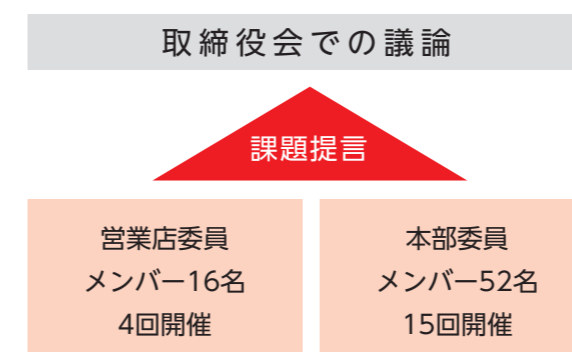 取締役会での議論
課題提言
営業店委員
メンバー16名
4回開催
本部委員
メンバー52名
15回開催